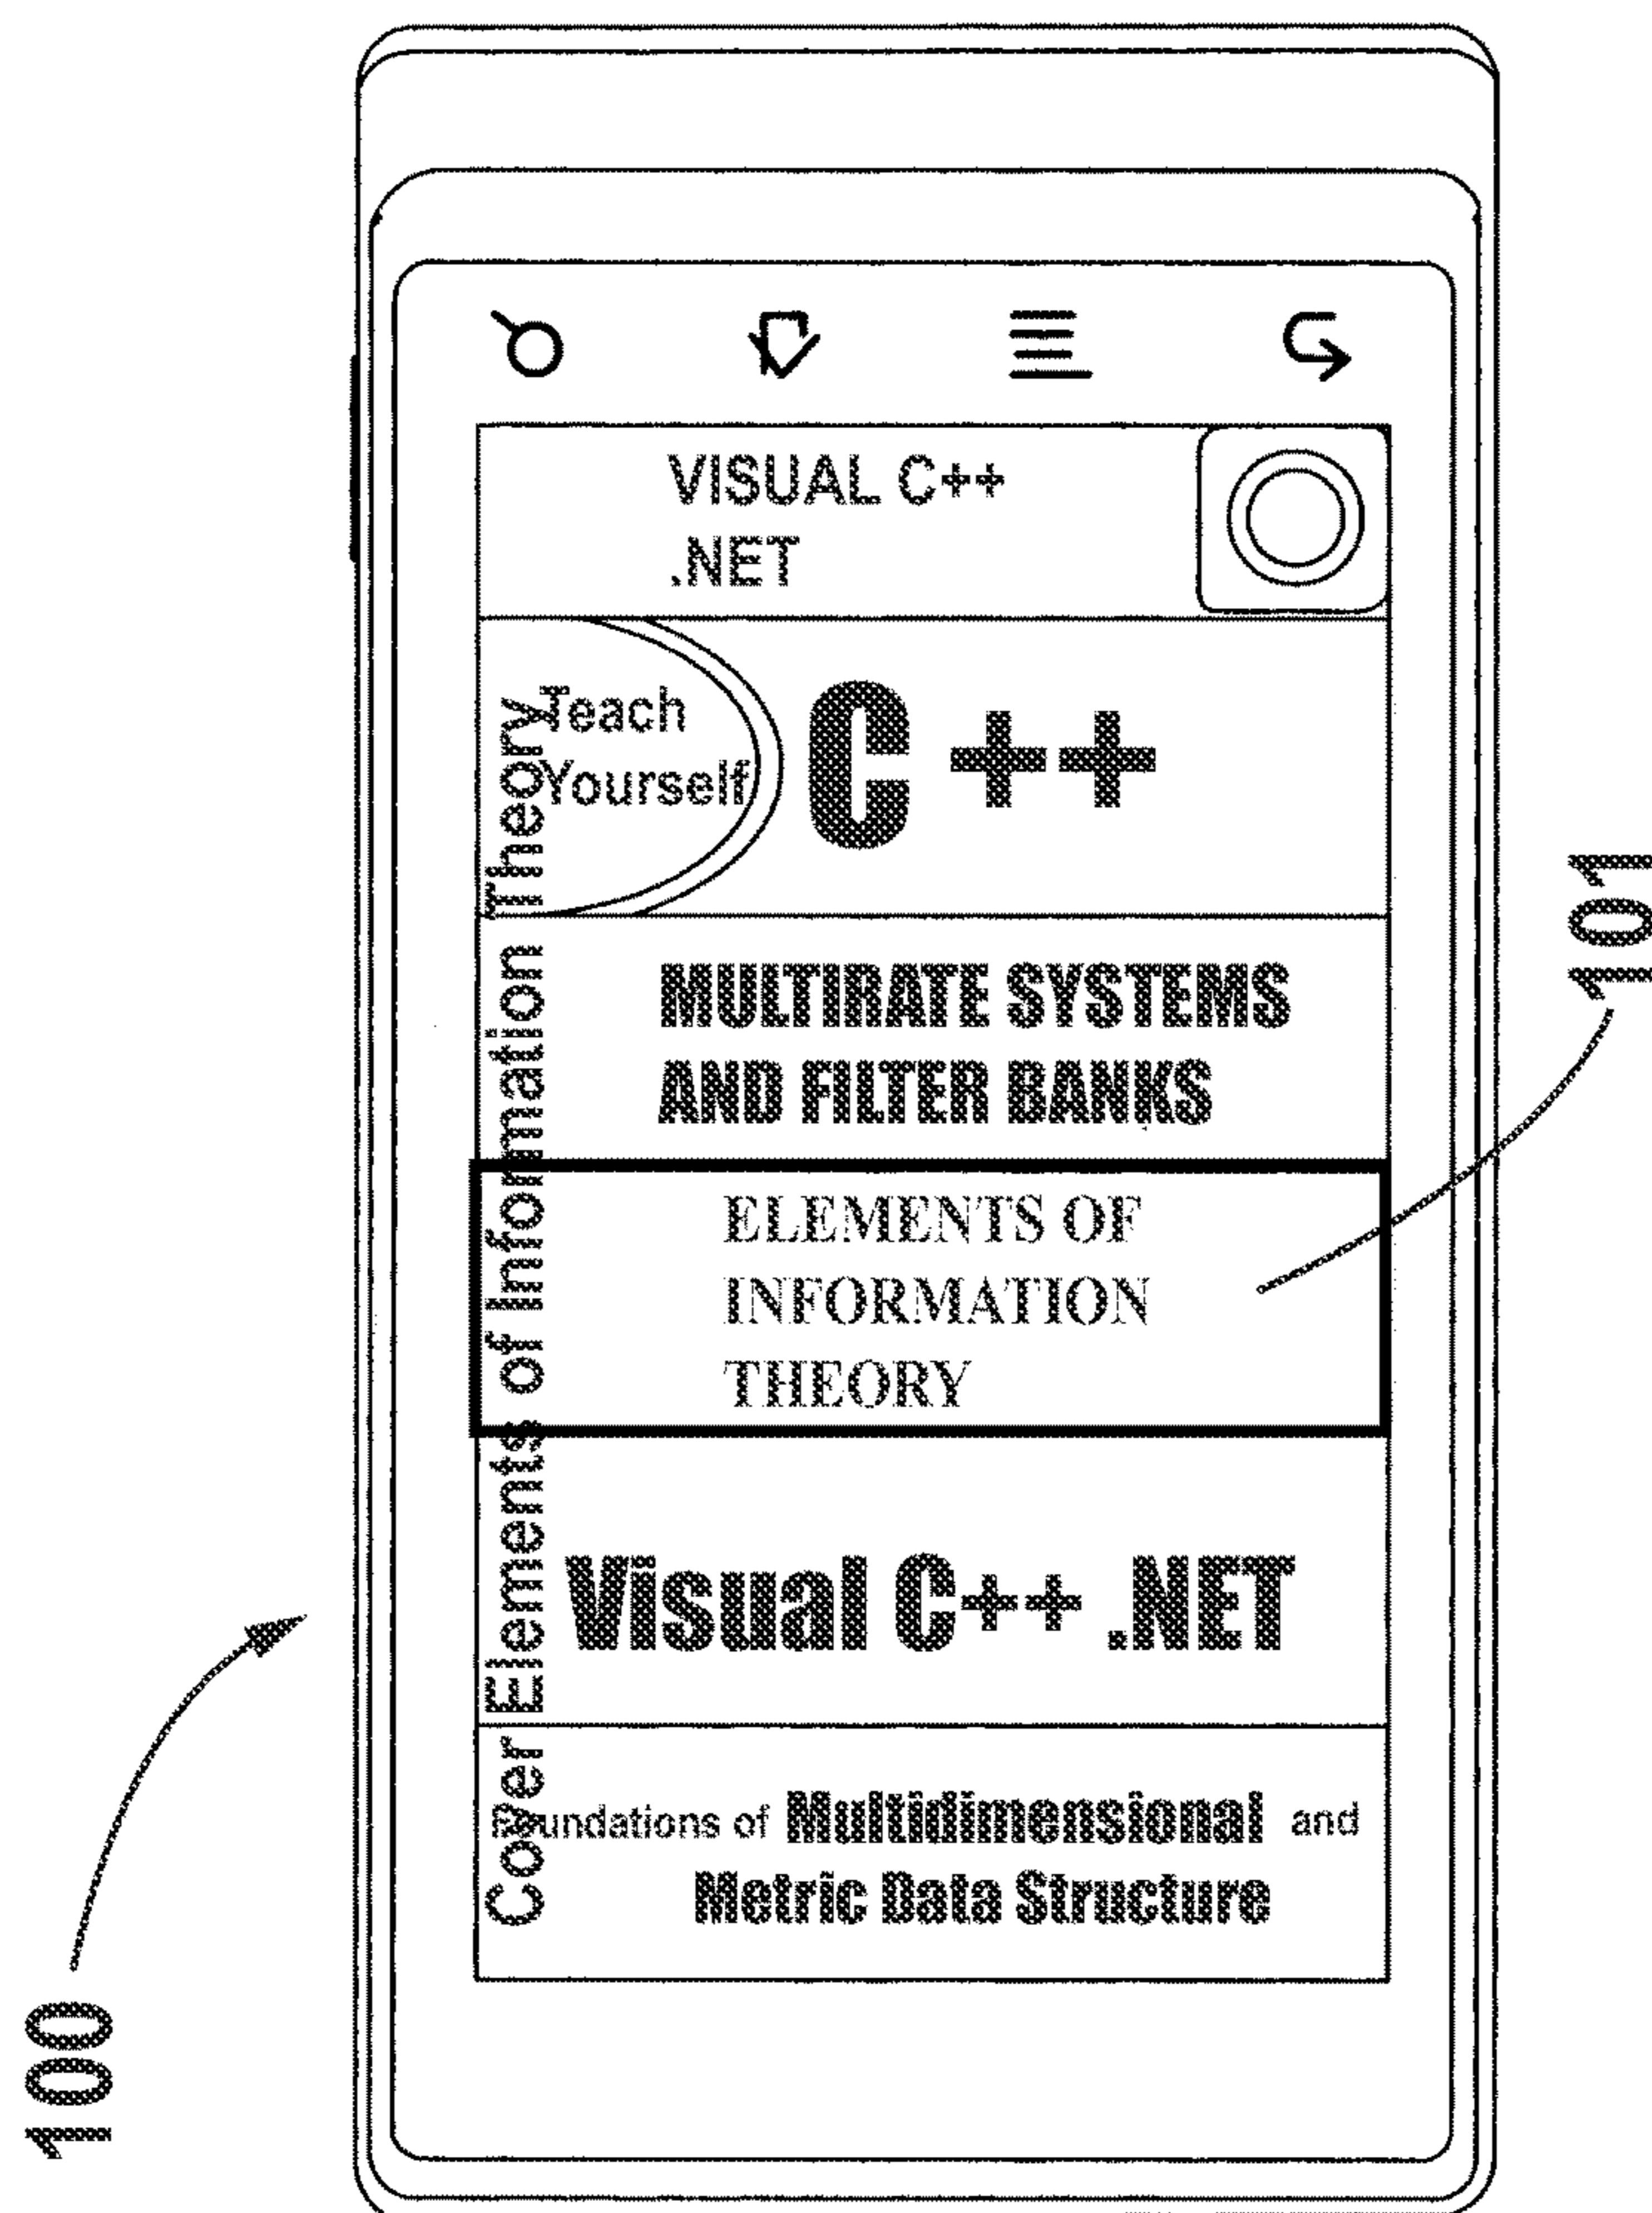 VISUAL C++
.NET
Teach
Yourself
C ++
MULTIRATE SYSTEMS
AND FILTER BANKS
ELEMENTS OF
INFORMATION
THEORY
Visual C++ .NET
Foundations of Multidimensional and
Metric Data Structure
Cover Elements of Information Theory
100
101